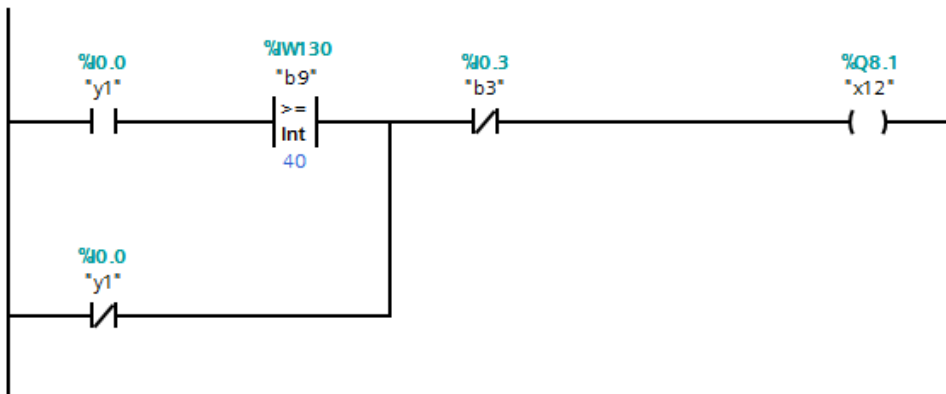 %I0.0
"y1"
%IW130
"b9"
>=
Int
40
%I0.3
"b3"
%Q8.1
"x12"
%I0.0
"y1"